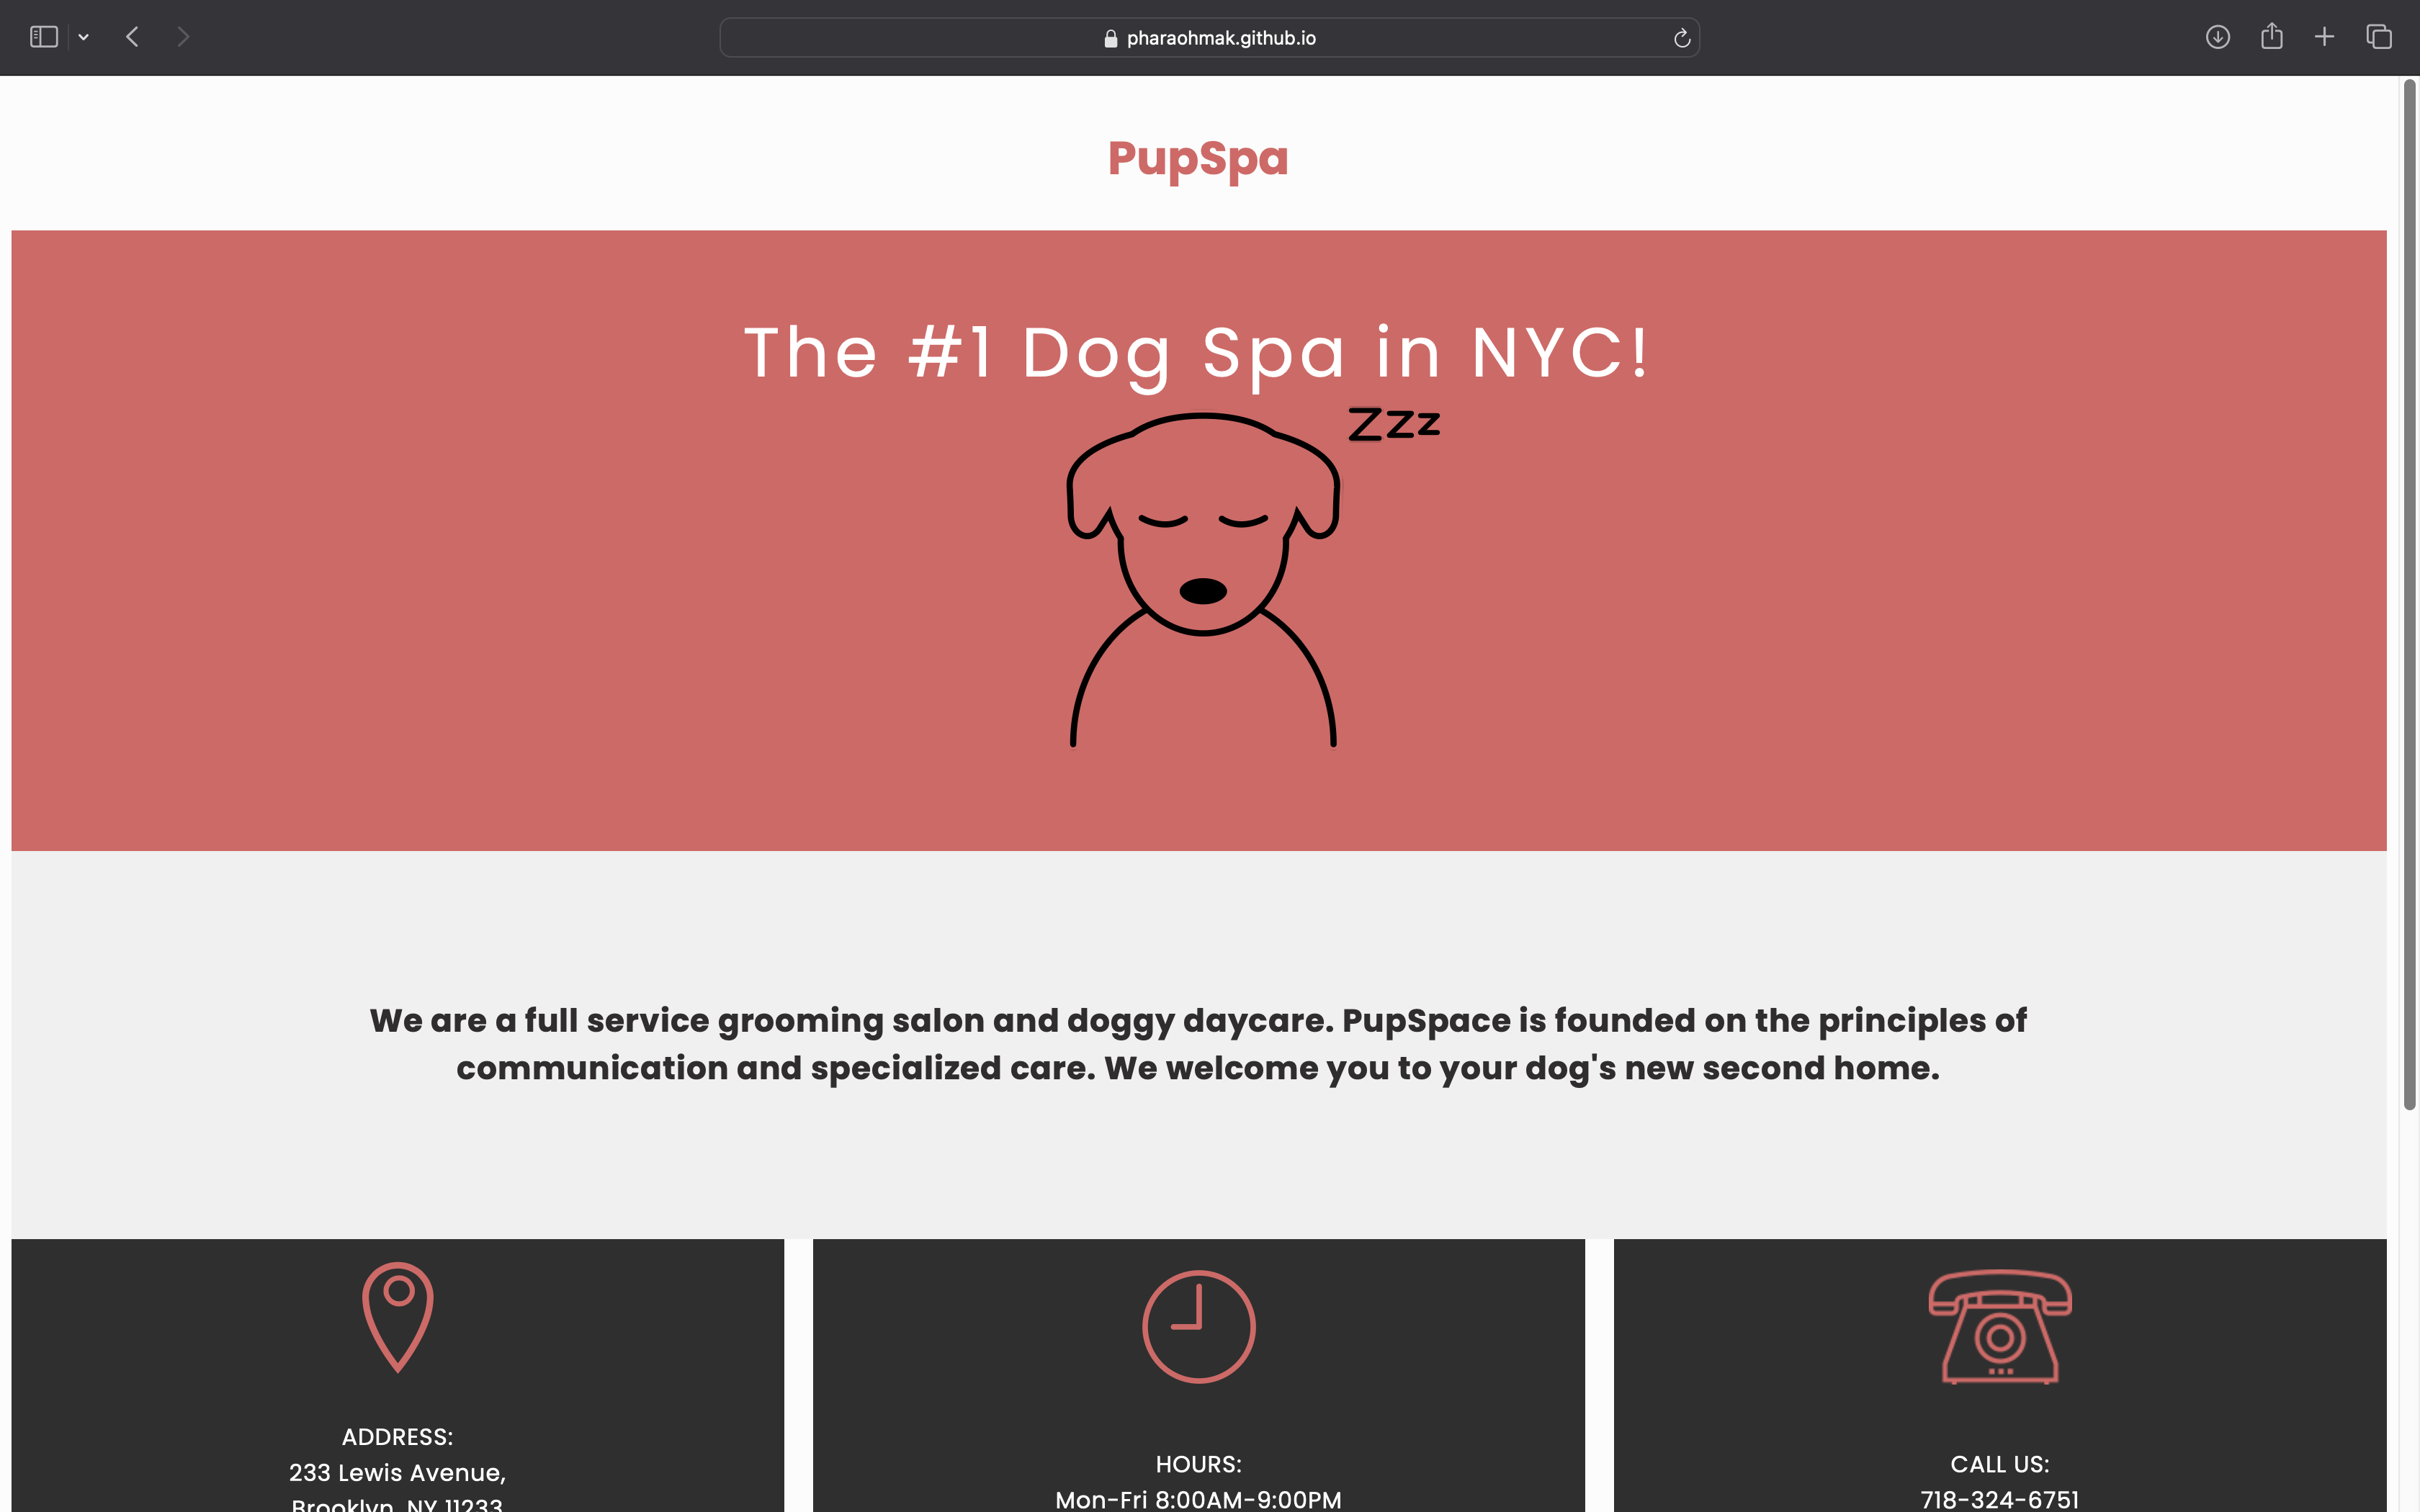 pharaohmak.github.io
PupSpa
The #1 Dog Spa in NYC!
Zzz
We are a full service grooming salon and doggy daycare. PupSpace is founded on the principles of
communication and specialized care. We welcome you to your dog's new second home.
ADDRESS:
233 Lewis Avenue,
Brooklyn, NY 11233
HOURS:
Mon-Fri 8:00AM-9:00PM
CALL US:
718-324-6751